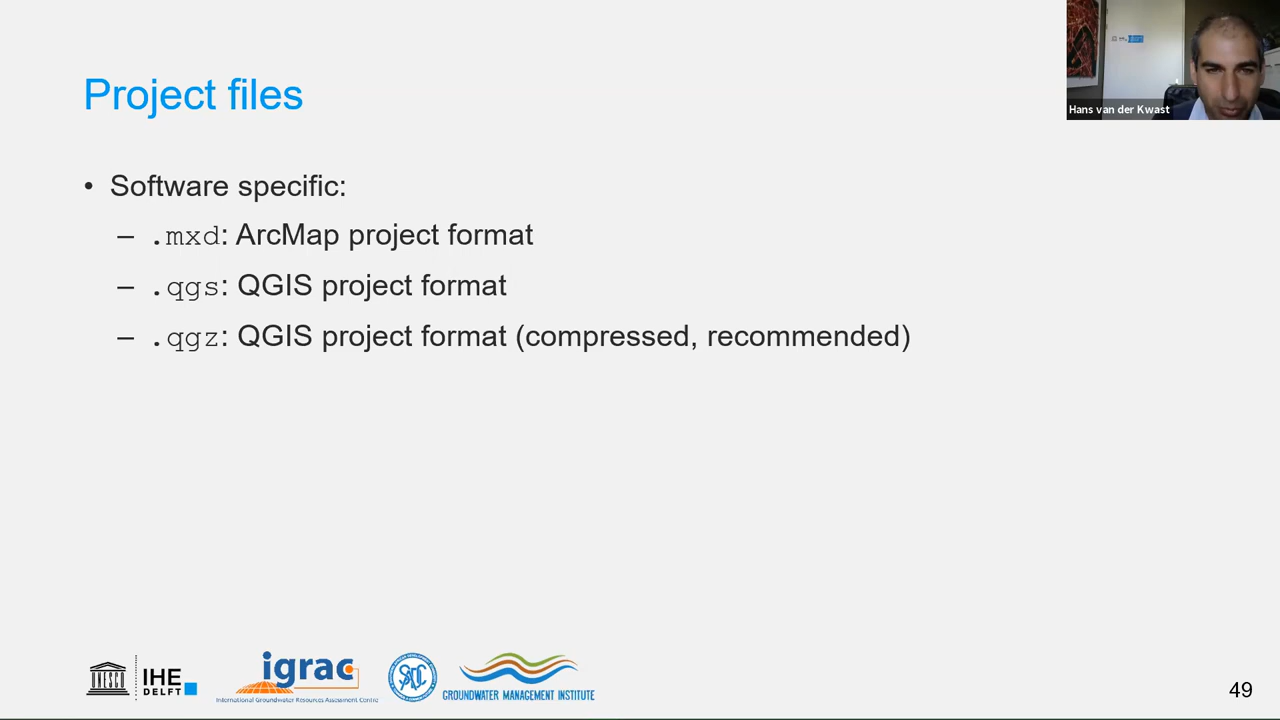 Project files
Hans van der Kwast
• Software specific:
– .mxd: ArcMap project format
– .qgs: QGIS project format
– .qgz: QGIS project format (compressed, recommended)
UNESCO
IHE
DELFT
igrac
International Groundwater Resources Assessment Centre
GROUNDWATER MANAGEMENT INSTITUTE
49